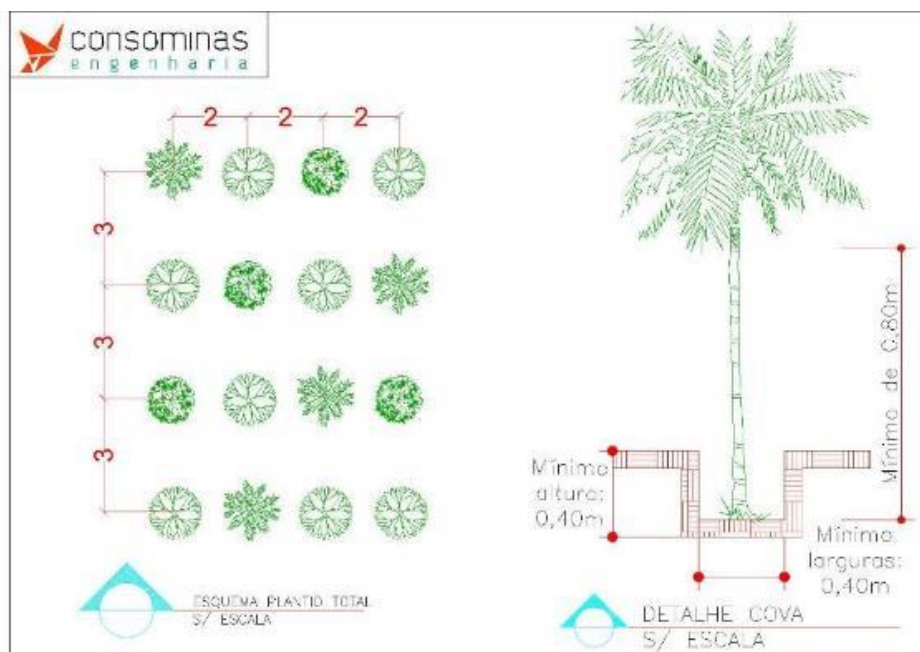 consominas
engenharia
2 2 2
3
3
3
ESQUEMA PLANTIO TOTAL
S/ ESCALA
Mínimo de 0,80m
Mínimo
altura:
0,40m
Mínimo
larguras:
0,40m
DETALHE COVA
S/ ESCALA